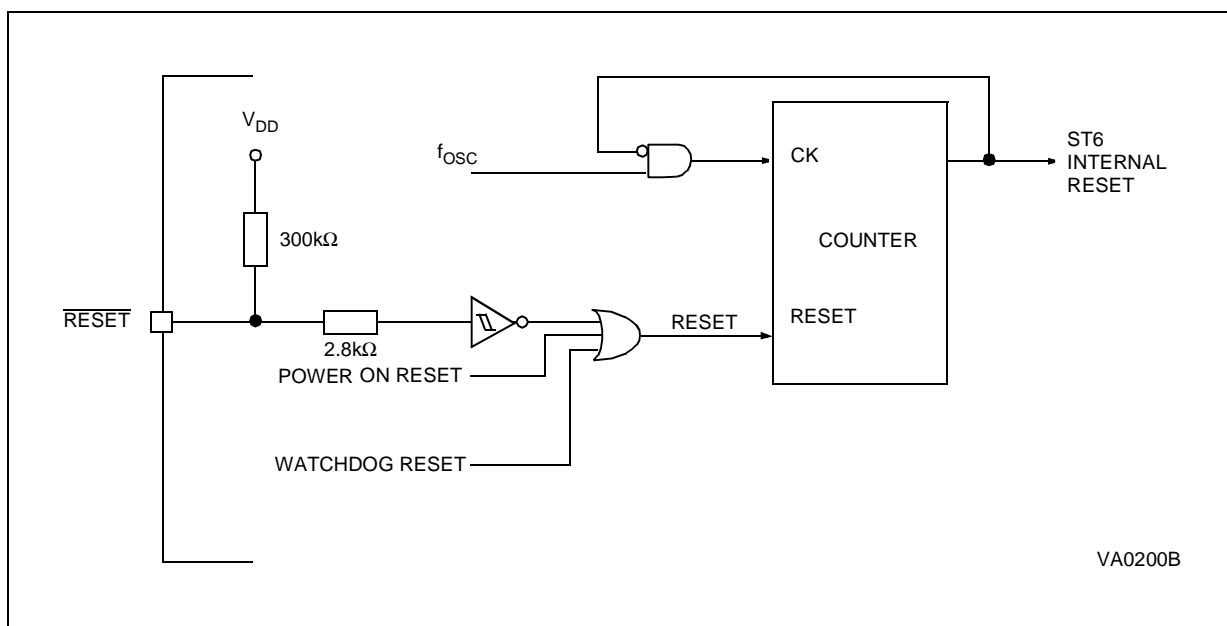 V_DD
f_OSC
CK
ST6
INTERNAL
RESET
300kΩ
COUNTER
RESET
RESET
RESET
2.8kΩ
POWER ON RESET
WATCHDOG RESET
VA0200B